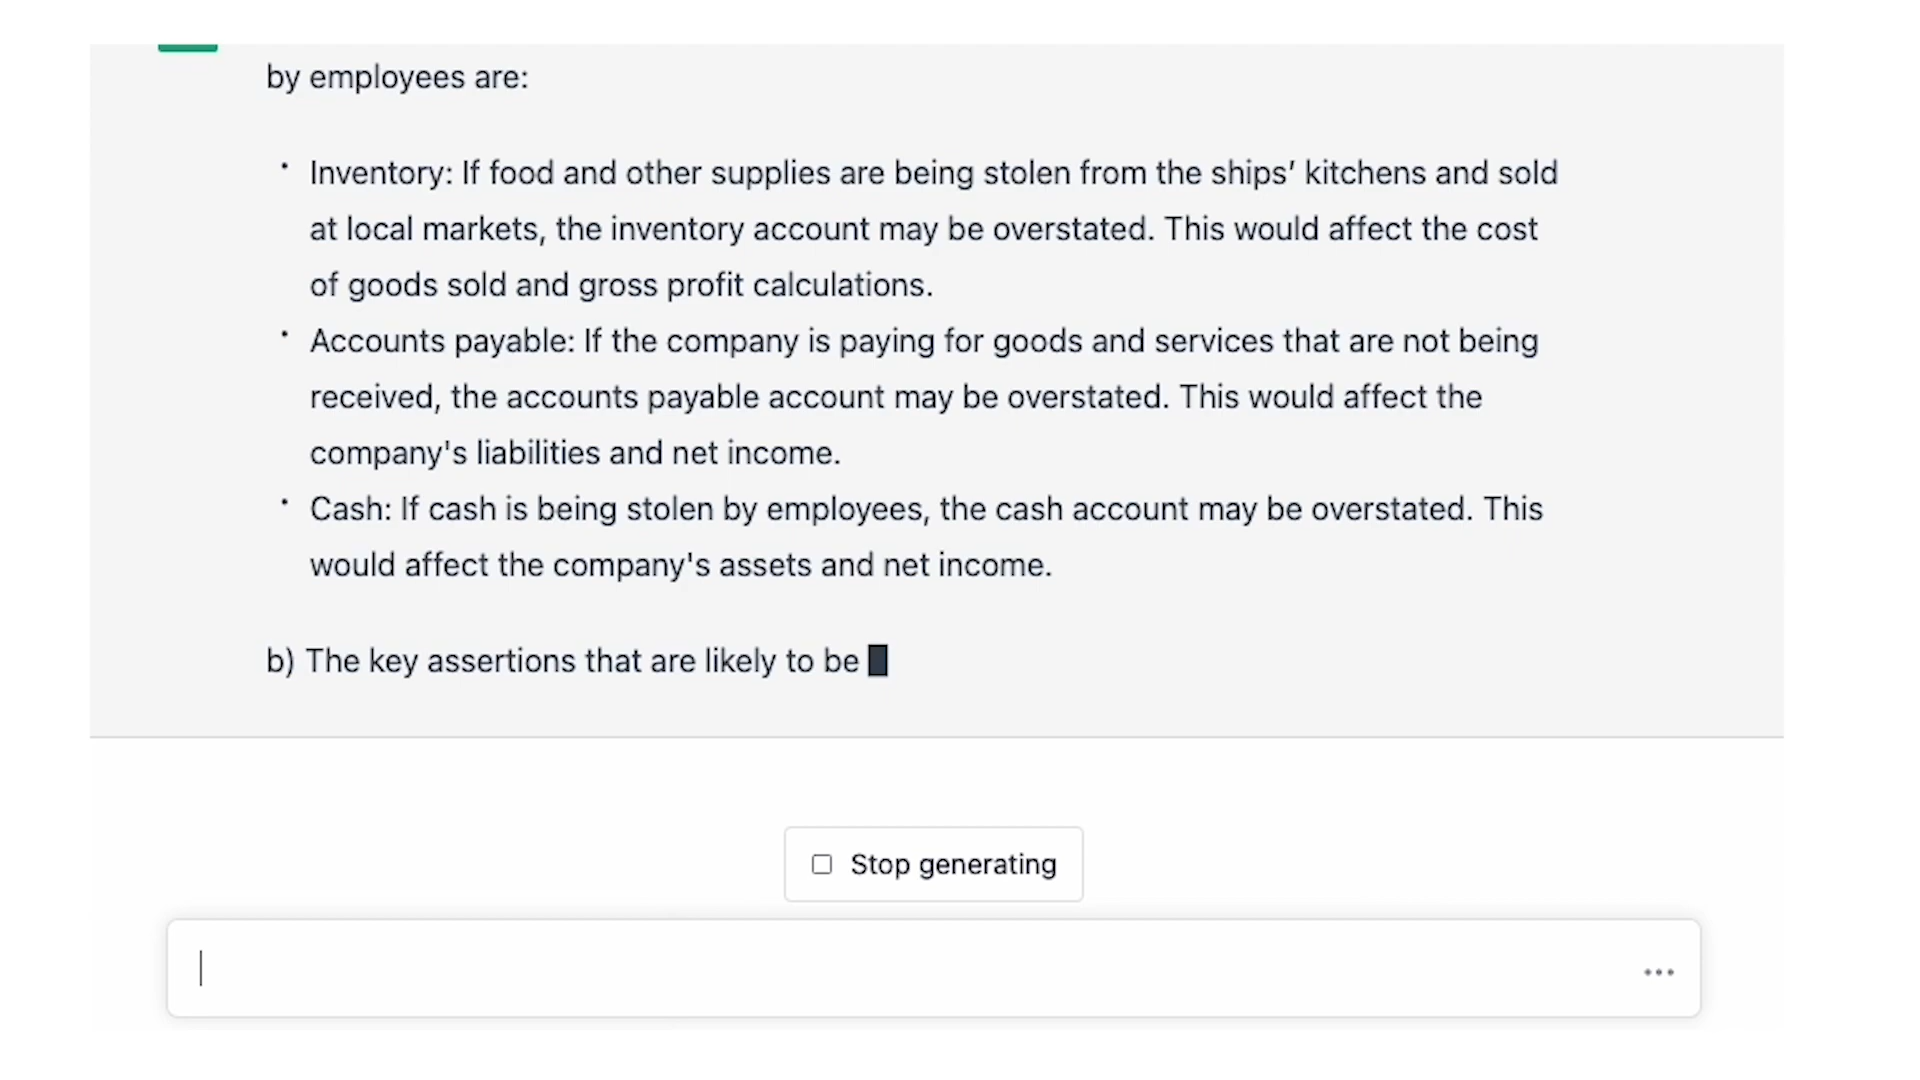 by employees are:
· Inventory: If food and other supplies are being stolen from the ships’ kitchens and sold
at local markets, the inventory account may be overstated. This would affect the cost
of goods sold and gross profit calculations.
· Accounts payable: If the company is paying for goods and services that are not being
received, the accounts payable account may be overstated. This would affect the
company's liabilities and net income.
· Cash: If cash is being stolen by employees, the cash account may be overstated. This
would affect the company's assets and net income.
b) The key assertions that are likely to be
Stop generating